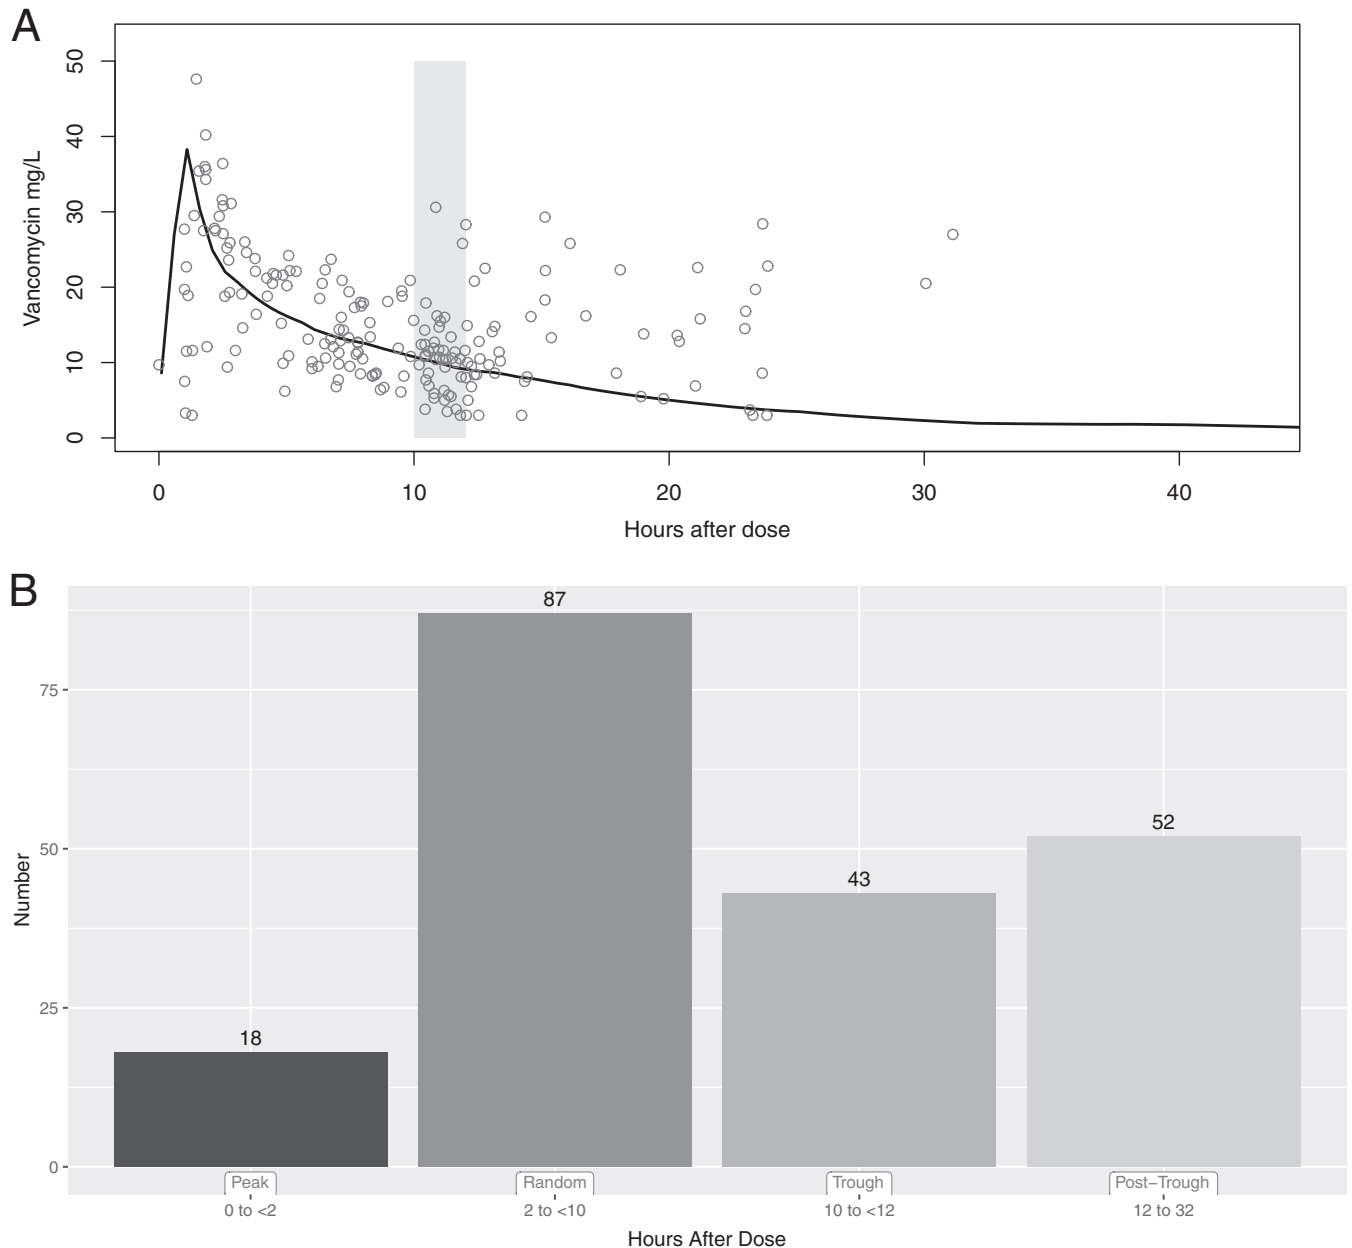 A
50
40
30
20
10
0
Vancomycin mg/L
0 10 20 30 40
Hours after dose
B
87
75
52
50
43
Number
25
18
0
Peak Random Trough Post−Trough
0 to <2 2 to <10 10 to <12 12 to 32
Hours After Dose